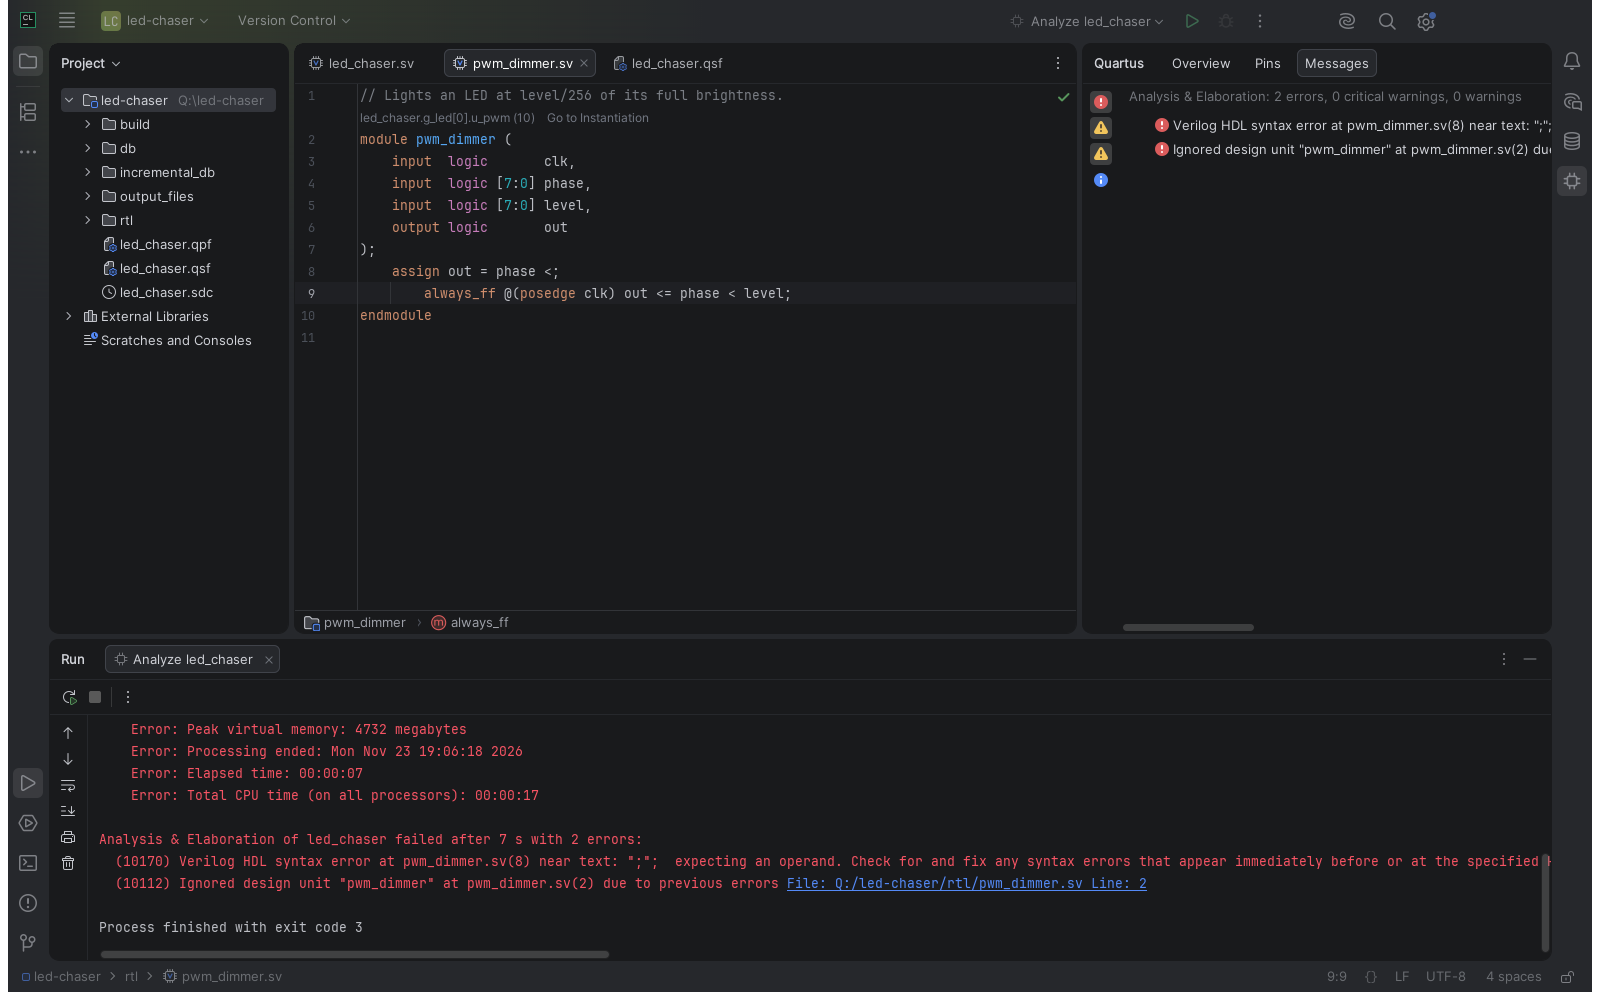 CL
LC led-chaser Version Control Analyze led_chaser
Project
led-chaser Q:\led-chaser
build
db
incremental_db
output_files
rtl
led_chaser.qpf
led_chaser.qsf
led_chaser.sdc
External Libraries
Scratches and Consoles
led_chaser.sv pwm_dimmer.sv led_chaser.qsf
1 // Lights an LED at level/256 of its full brightness.
led_chaser.g_led[0].u_pwm (10) Go to Instantiation
2 module pwm_dimmer (
3 input logic clk,
4 input logic [7:0] phase,
5 input logic [7:0] level,
6 output logic out
7 );
8 assign out = phase <;
9 always_ff @(posedge clk) out <= phase < level;
10 endmodule
11
pwm_dimmer always_ff
Quartus Overview Pins Messages
Analysis & Elaboration: 2 errors, 0 critical warnings, 0 warnings
Verilog HDL syntax error at pwm_dimmer.sv(8) near text: ";";
Ignored design unit "pwm_dimmer" at pwm_dimmer.sv(2) due
Run Analyze led_chaser
Error: Peak virtual memory: 4732 megabytes
Error: Processing ended: Mon Nov 23 19:06:18 2026
Error: Elapsed time: 00:00:07
Error: Total CPU time (on all processors): 00:00:17
Analysis & Elaboration of led_chaser failed after 7 s with 2 errors:
(10170) Verilog HDL syntax error at pwm_dimmer.sv(8) near text: ";"; expecting an operand. Check for and fix any syntax errors that appear immediately before or at the specified
(10112) Ignored design unit "pwm_dimmer" at pwm_dimmer.sv(2) due to previous errors File: Q:/led-chaser/rtl/pwm_dimmer.sv Line: 2
Process finished with exit code 3
led-chaser rtl pwm_dimmer.sv 9:9 {} LF UTF-8 4 spaces